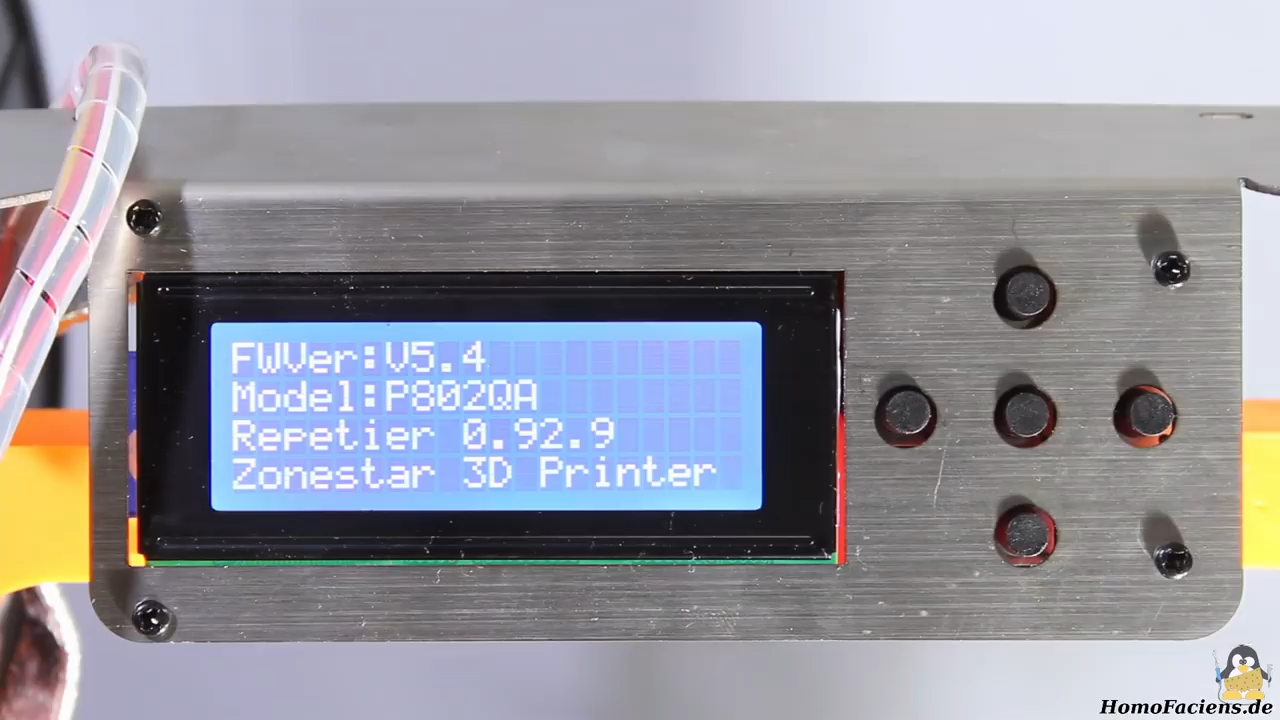 FWVer:V5.4
Model:P802QA
Repetier 0.92.9
Zonestar 3D Printer
HomoFaciens.de